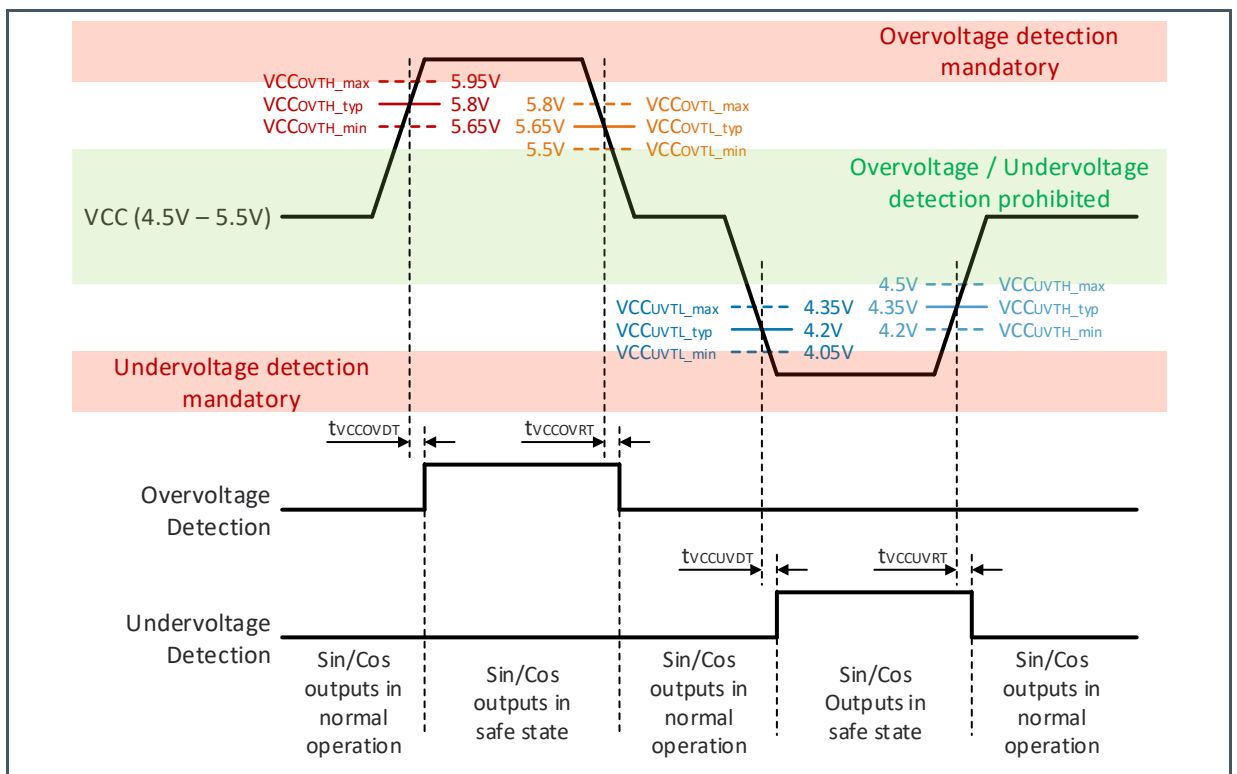 Overvoltage detection
mandatory
VCCOVTH_max 5.95V
VCCOVTH_typ 5.8V
VCCOVTH_min 5.65V
5.8V VCCOVTL_max
5.65V VCCOVTL_typ
5.5V VCCOVTL_min
Overvoltage / Undervoltage
detection prohibited
VCC (4.5V – 5.5V)
VCCUVTL_max 4.35V
VCCUVTL_typ 4.2V
VCCUVTL_min 4.05V
4.5V VCCUVTH_max
4.35V VCCUVTH_typ
4.2V VCCUVTH_min
Undervoltage detection
mandatory
tVCCOVDT
tVCCOVRT
Overvoltage
Detection
tVCCUVDT
tVCCUVRT
Undervoltage
Detection
Sin/Cos
outputs in
normal
operation
Sin/Cos
outputs in
safe state
Sin/Cos
outputs in
normal
operation
Sin/Cos
Outputs in
safe state
Sin/Cos
outputs in
normal
operation